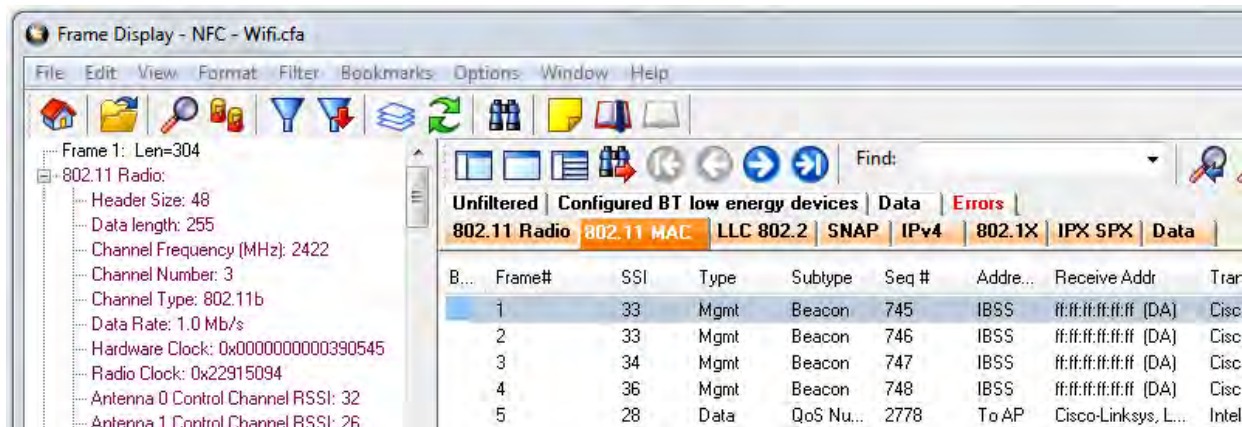 Frame Display - NFC - Wifi.cfa
File Edit View Format Filter Bookmarks Options Window Help
Frame 1: Len=304
802.11 Radio:
Header Size: 48
Data length: 255
Channel Frequency (MHz): 2422
Channel Number: 3
Channel Type: 802.11b
Data Rate: 1.0 Mb/s
Hardware Clock: 0x0000000000390545
Radio Clock: 0x22915094
Antenna 0 Control Channel RSSI: 32
Antenna 1 Control Channel RSSI: 26
Find:
Unfiltered Configured BT low energy devices Data Errors
802.11 Radio 802.11 MAC LLC 802.2 SNAP IPv4 802.1X IPX SPX Data
B... Frame# SSI Type Subtype Seq # Addre... Receive Addr Tran
1 33 Mgmt Beacon 745 IBSS ff:ff:ff:ff:ff:ff (DA) Cisc
2 33 Mgmt Beacon 746 IBSS ff:ff:ff:ff:ff:ff (DA) Cisc
3 34 Mgmt Beacon 747 IBSS ff:ff:ff:ff:ff:ff (DA) Cisc
4 36 Mgmt Beacon 748 IBSS ff:ff:ff:ff:ff:ff (DA) Cisc
5 28 Data QoS Nu... 2778 To AP Cisco-Linksys, L... Intel